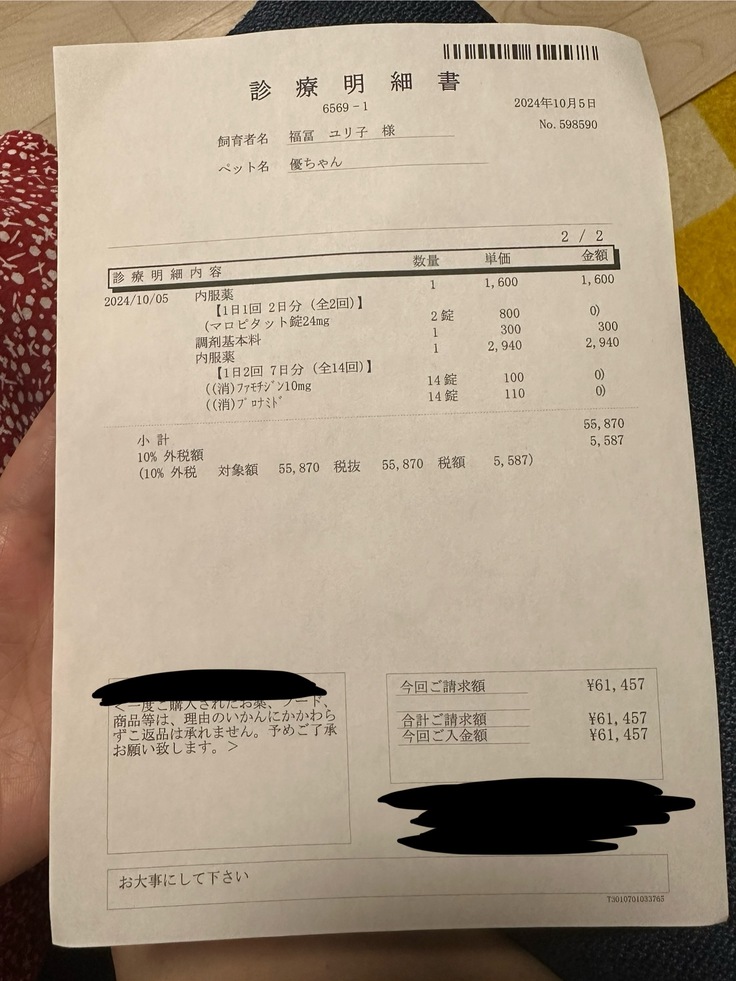 診療明細書
6569-1
2024年10月5日
No.598590
飼育者名 福冨 ユリ子 様
ペット名 優ちゃん
2 / 2
診療明細内容 数量 単価 金額
2024/10/05 内服薬 1 1,600 1,600
【1日1回 2日分 (全2回)】
(マロピタット錠24mg 2錠 800 0)
調剤基本料 1 300 300
内服薬 1 2,940 2,940
【1日2回 7日分 (全14回)】
((消)ファモチジン10mg 14錠 100 0)
((消)プロナミド 14錠 110 0)
小計 55,870
10% 外税額 5,587
(10% 外税 対象額 55,870 税抜 55,870 税額 5,587)
<一度ご購入されたお薬、フード、
商品等は、理由のいかんにかかわら
ずこ返品は承れません。予めご了承
お願い致します。>
今回ご請求額 ¥61,457
合計ご請求額 ¥61,457
今回ご入金額 ¥61,457
お大事にして下さい
T3010701033765